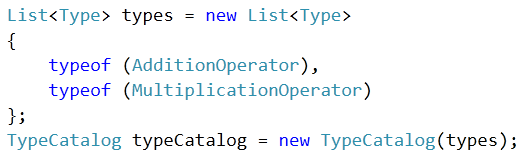 List<Type> types = new List<Type>
{
    typeof (AdditionOperator),
    typeof (MultiplicationOperator)
};
TypeCatalog typeCatalog = new TypeCatalog(types);